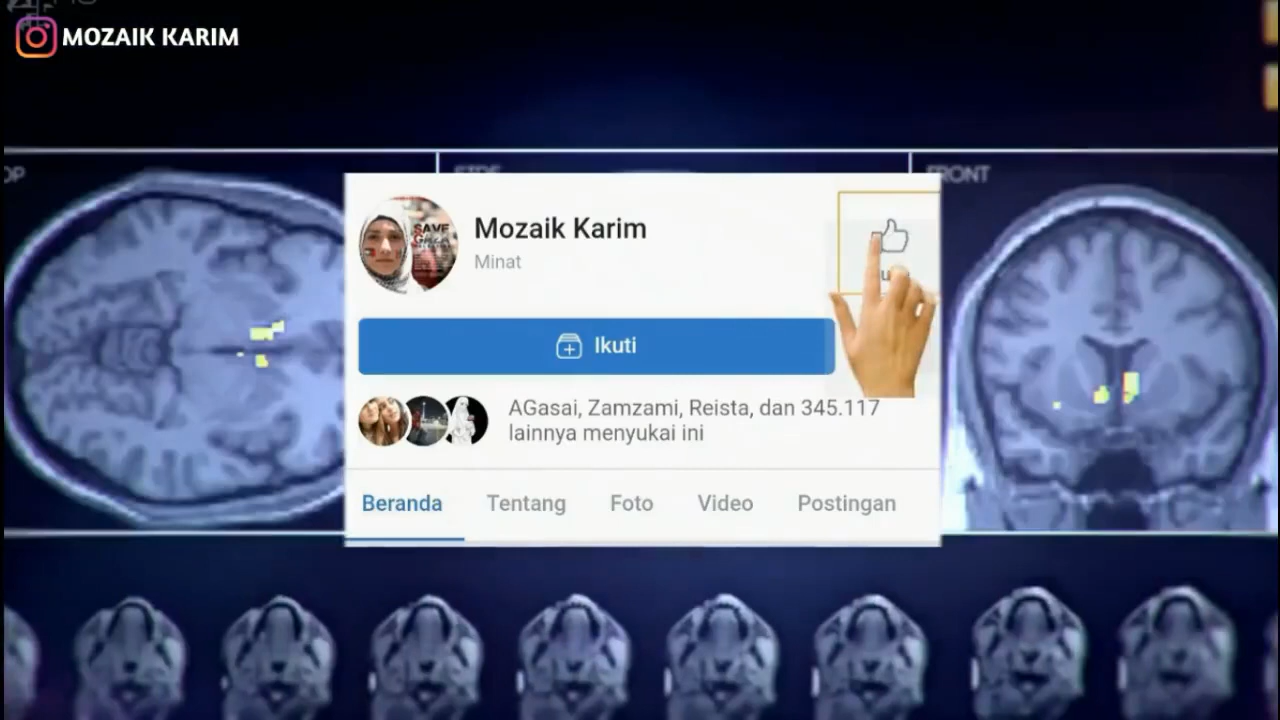 MOZAIK KARIM
FRONT
Mozaik Karim
SAVE
Minat
Ikuti
AGasai, Zamzami, Reista, dan 345.117
lainnya menyukai ini
Beranda Tentang Foto Video Postingan